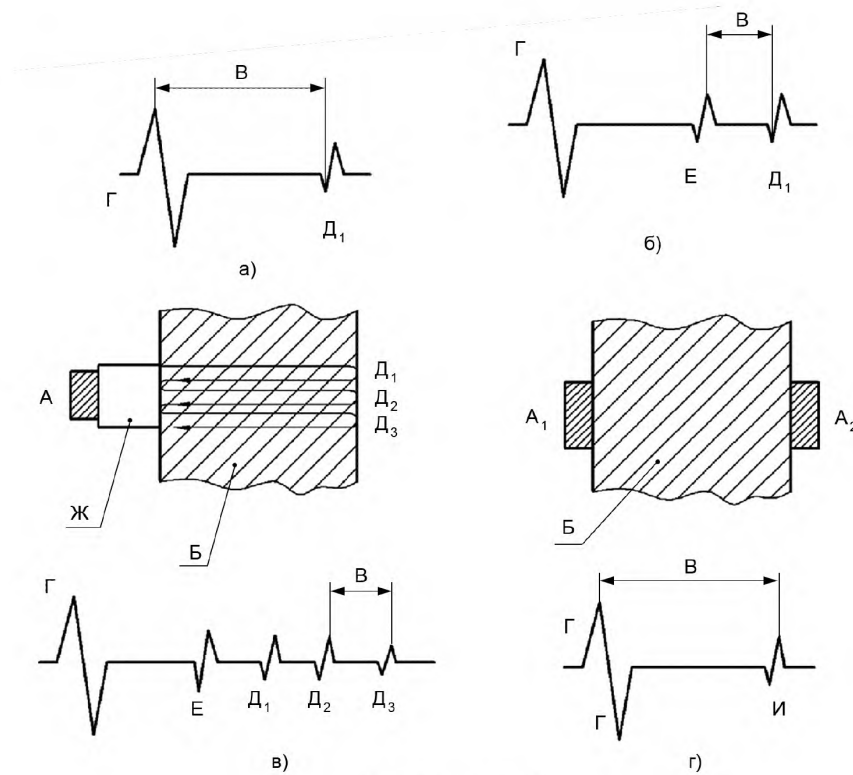 Г
В
Д₁
а)
Г
В
Е
Д₁
б)
А
Д₁
Д₂
Д₃
Ж
Б
А₁
А₂
Б
Г
В
Е
Д₁
Д₂
Д₃
в)
Г
В
Г
И
г)